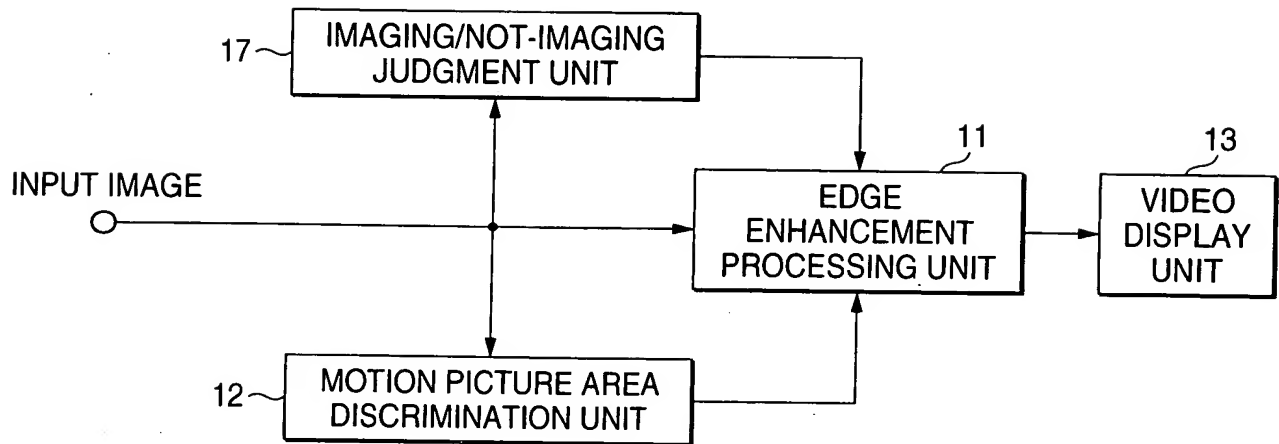 17
IMAGING/NOT-IMAGING
JUDGMENT UNIT
INPUT IMAGE
11
EDGE
ENHANCEMENT
PROCESSING UNIT
13
VIDEO
DISPLAY
UNIT
12
MOTION PICTURE AREA
DISCRIMINATION UNIT